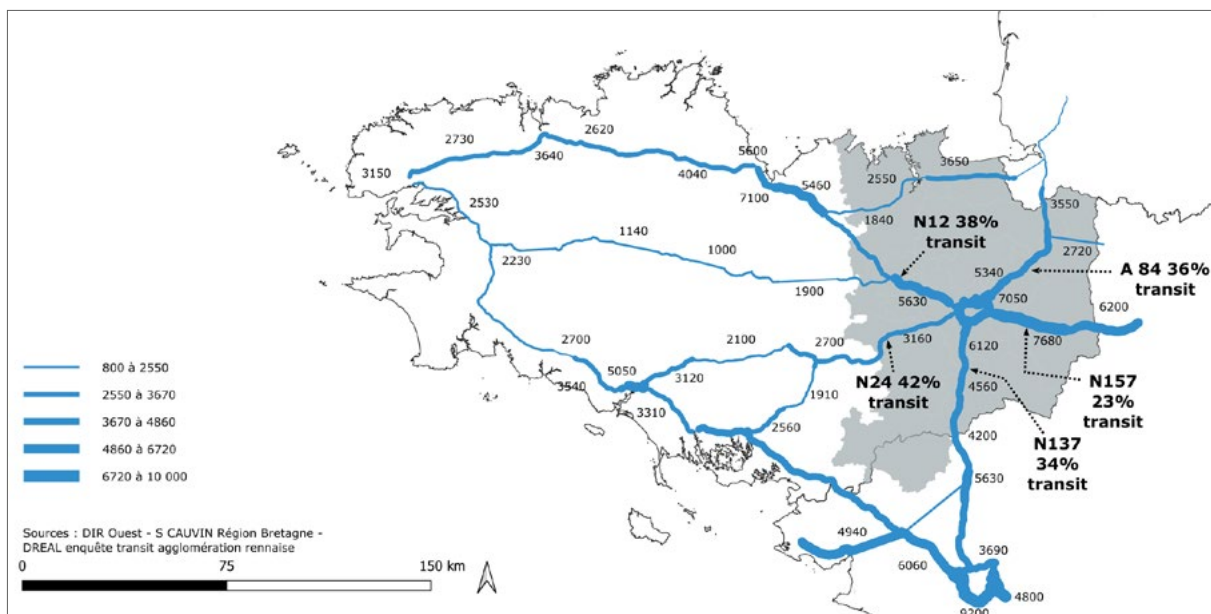 2620
2730
3640
5600
3650
3150
4040
5460
2550
7100
2530
1840
3550
N12 38%
transit
1140
2720
2230
1000
5340
A 84 36%
transit
1900
5630
7050
6200
2700
2100
2700
3160
6120
7680
800 à 2550
5050
3120
2550 à 3670
3540
N24 42%
transit
4560
N157
23%
transit
1910
3310
3670 à 4860
2560
4200
N137
34%
transit
4860 à 6720
5630
6720 à 10 000
4940
Sources : DIR Ouest - S CAUVIN Région Bretagne -
DREAL enquête transit agglomération rennaise
6060
3690
0
75
150 km
4800
9200